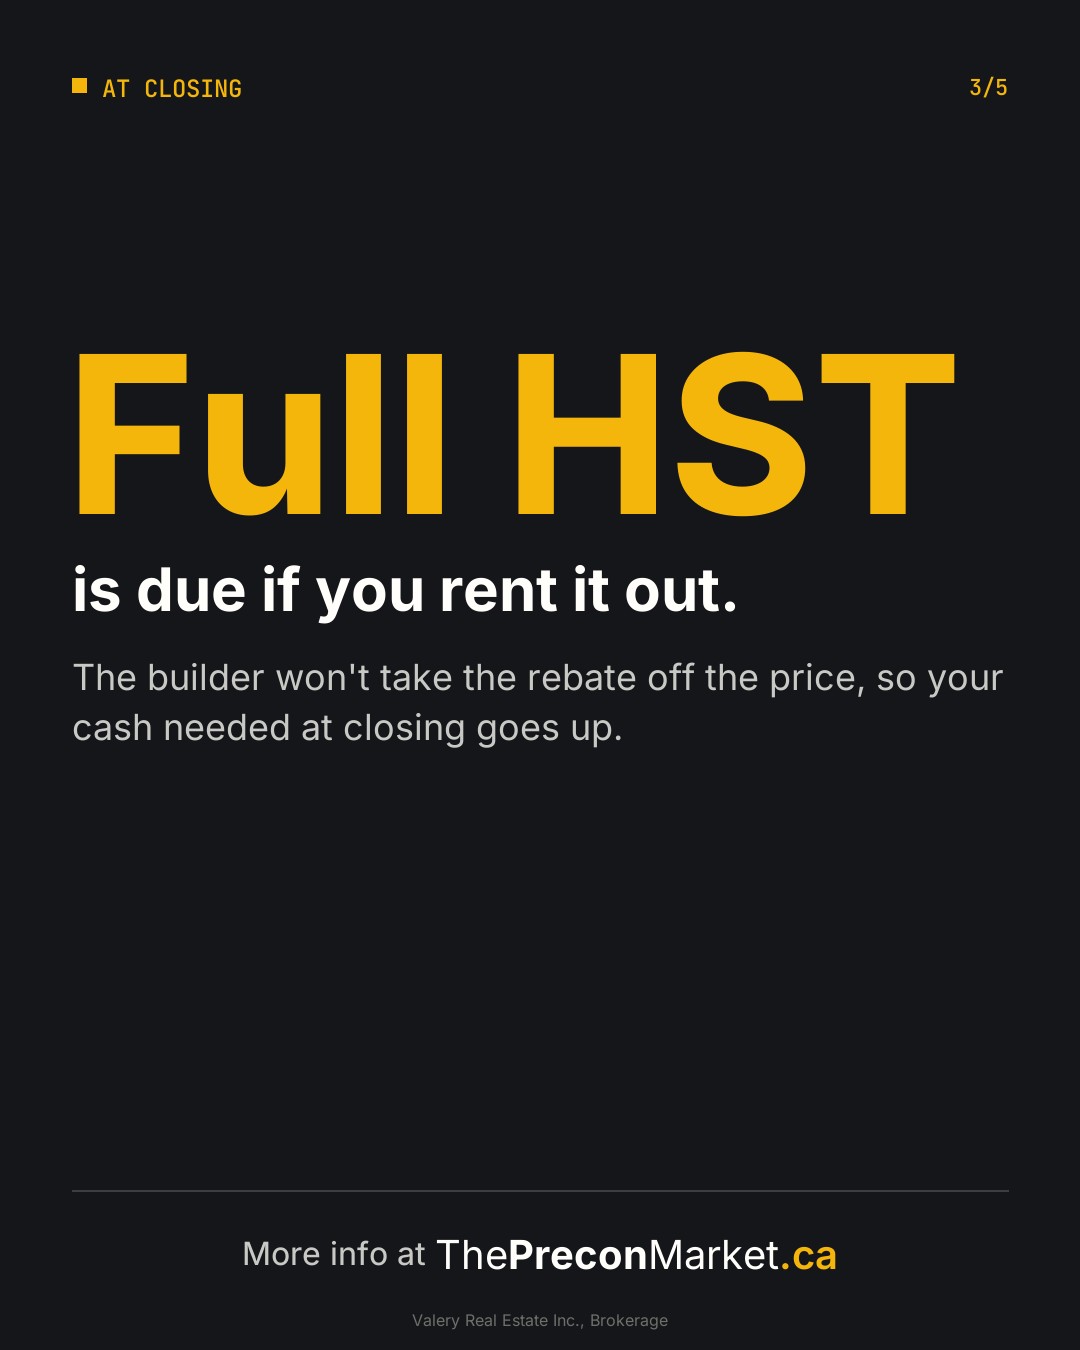 AT CLOSING
3/5
Full HST
is due if you rent it out.
The builder won't take the rebate off the price, so your
cash needed at closing goes up.
More info at ThePreconMarket.ca
Valery Real Estate Inc., Brokerage